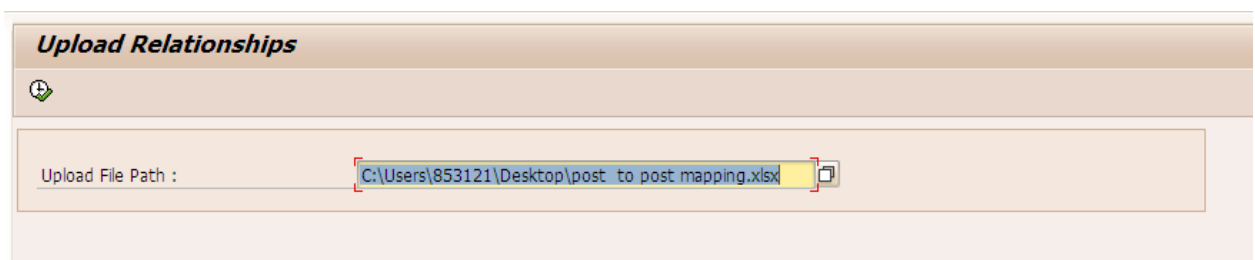 Upload Relationships
Upload File Path : C:\Users\853121\Desktop\post  to post mapping.xlsx